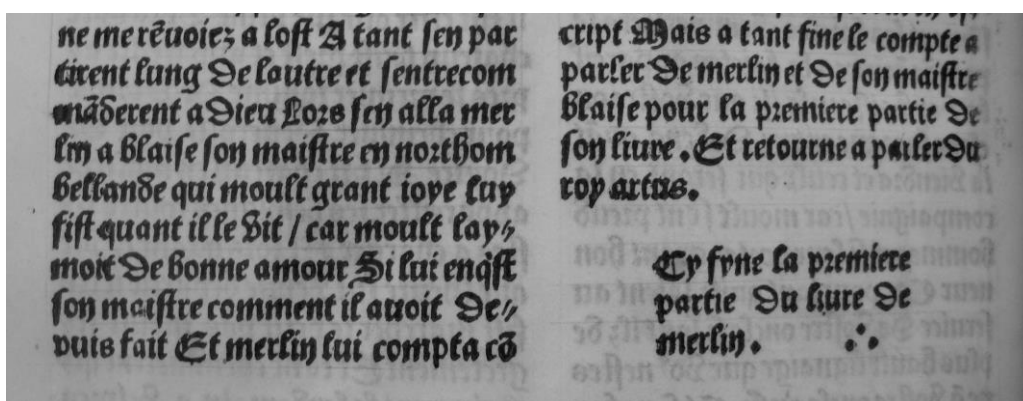 ne me rẽuoiez a lost A tant sen par
tirent lung de lautre et sentrecom
mãderent a dieu Lors sen alla mer
lin a blaise son maistre en northom
bellande qui moult grant ioye luy
fist quant il le vit / car moult lay⸗
moit de bonne amour Si lui enq̃st
son maistre comment il auoit de⸗
puis fait Et merlin lui compta cõ
cript Mais a tant fine le compte a
parler de merlin et de son maistre
blaise pour la premiere partie de
son liure . Et retourne a parler du
roy artus.
Cy fyne la premiere
partie du liure de
merlin.